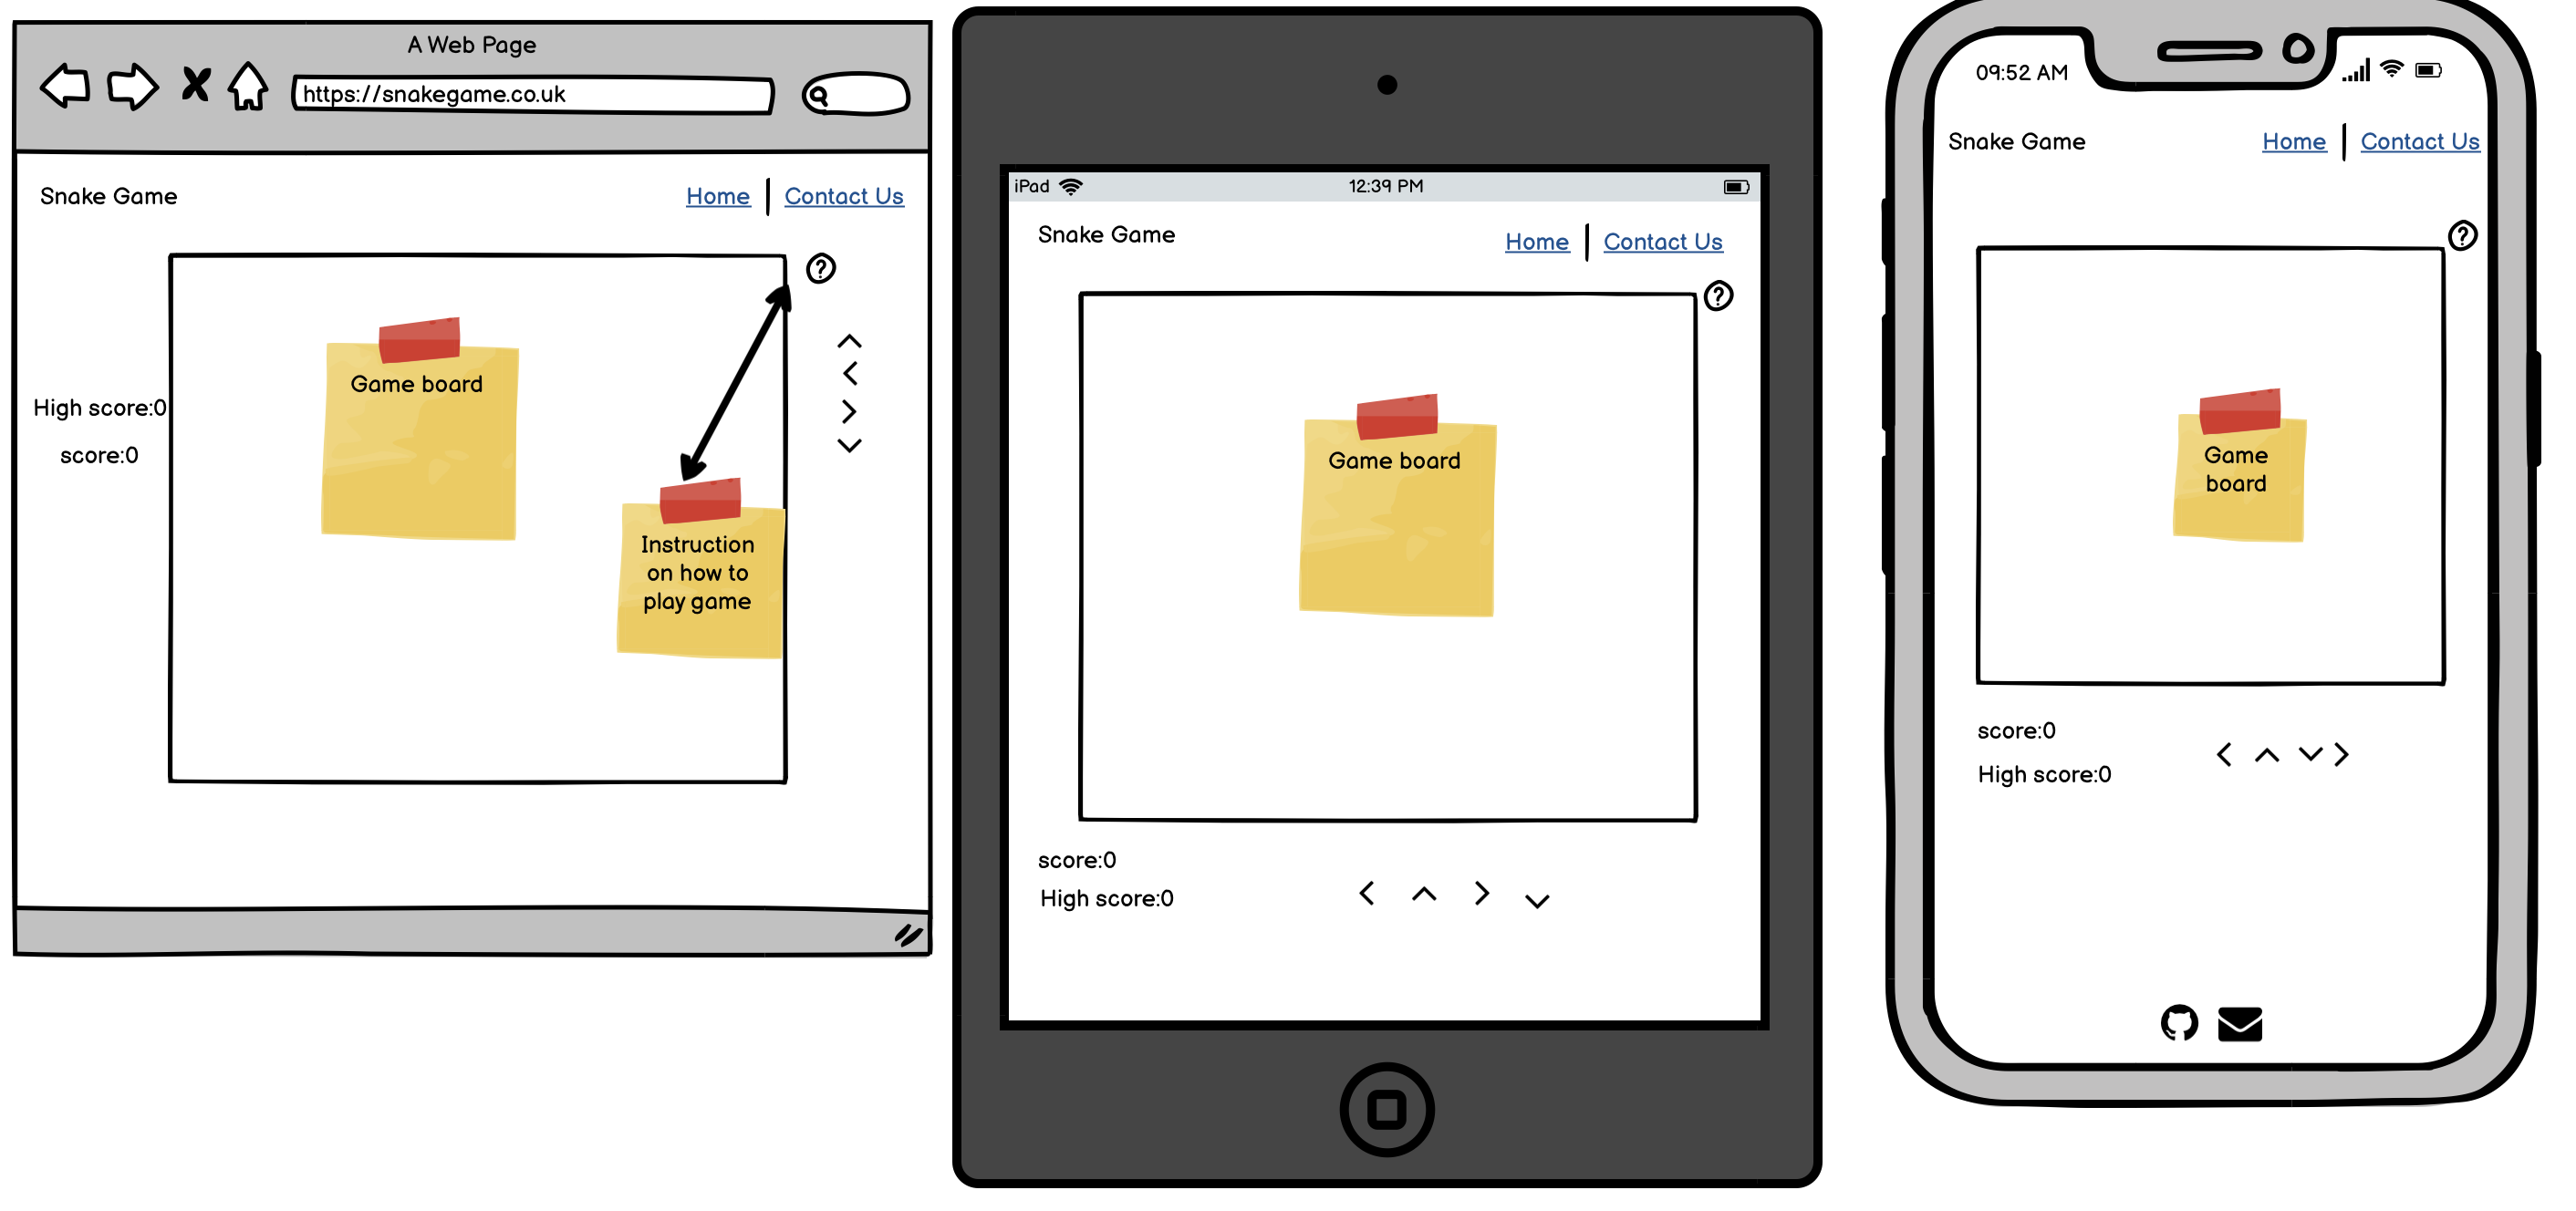 A Web Page
https://snakegame.co.uk
Snake Game
Home
Contact Us
?
Game board
High score:0
score:0
Instruction
on how to
play game
iPad
12:39 PM
Snake Game
Home
Contact Us
?
Game board
score:0
High score:0
09:52 AM
Snake Game
Home
Contact Us
?
Game
board
score:0
High score:0